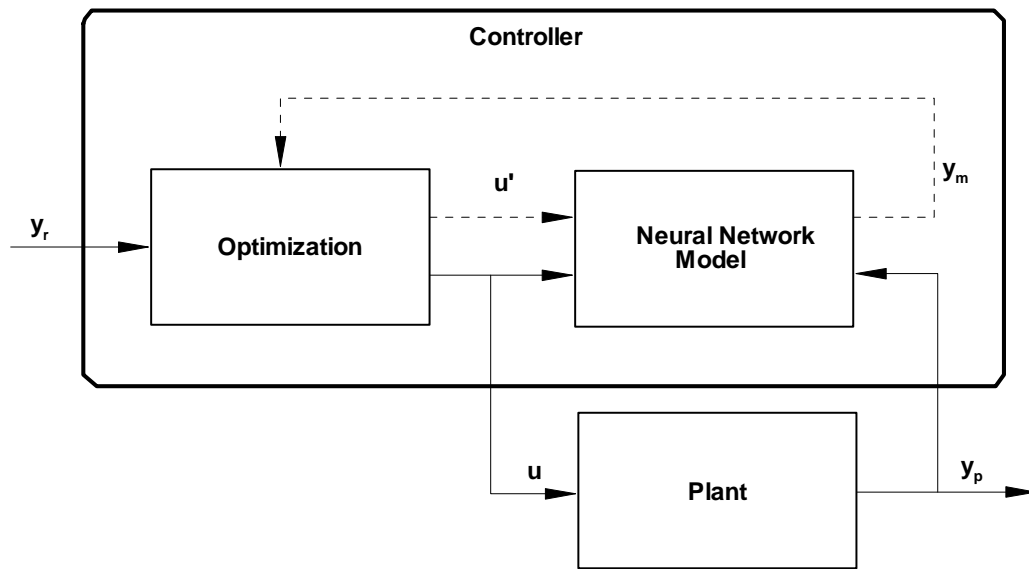 Controller
u'
y_m
y_r
Optimization
Neural Network
Model
u
Plant
y_p